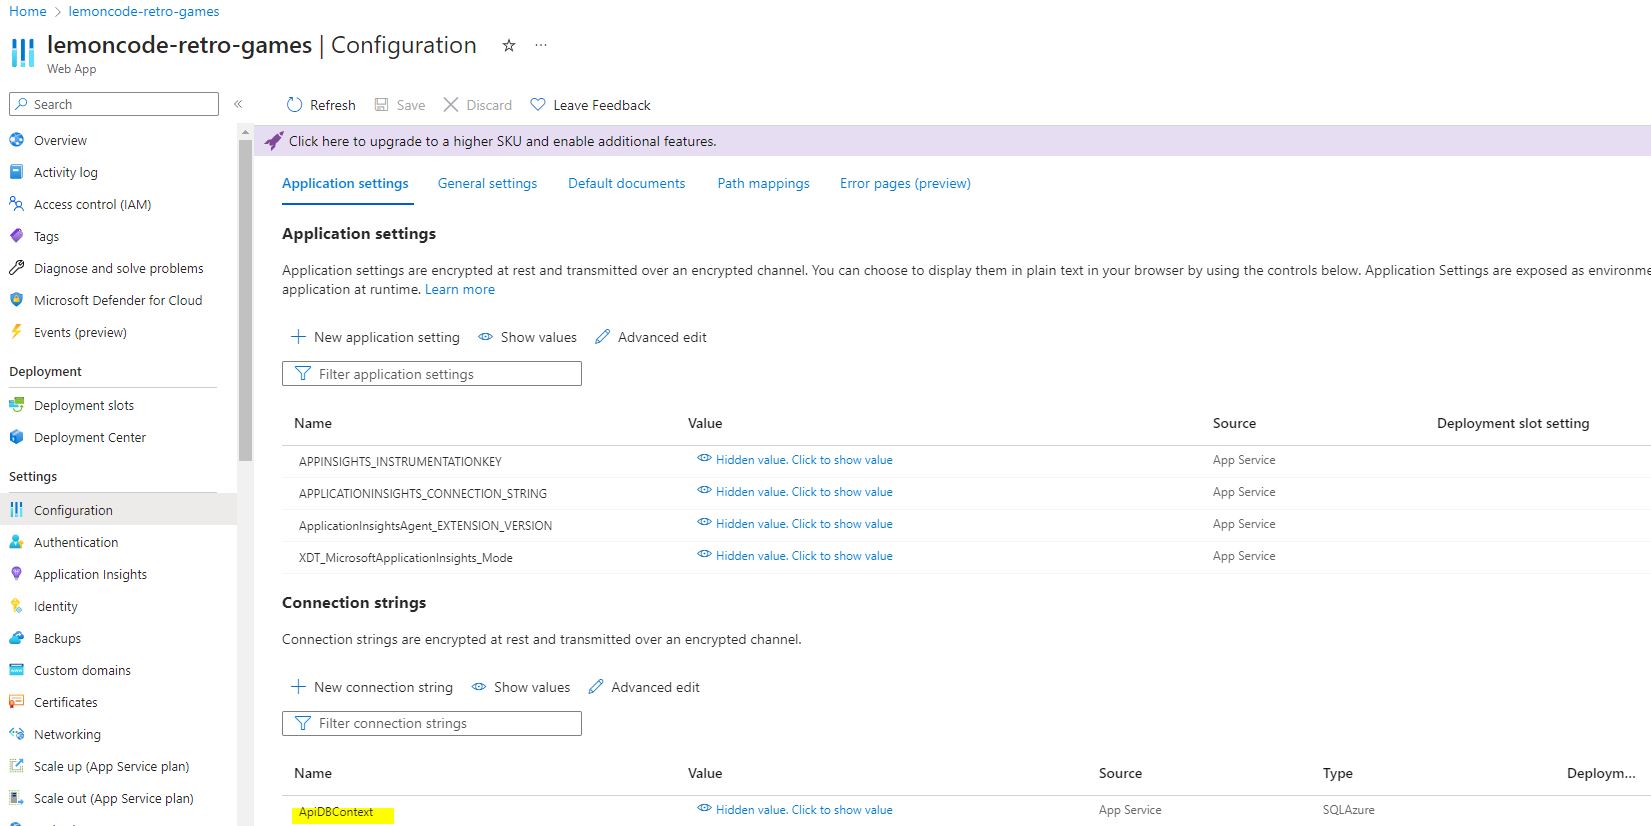 Home > lemoncode-retro-games
lemoncode-retro-games | Configuration
Web App
Search
Refresh Save Discard Leave Feedback
Click here to upgrade to a higher SKU and enable additional features.
Overview
Activity log
Access control (IAM)
Tags
Diagnose and solve problems
Microsoft Defender for Cloud
Events (preview)
Deployment
Deployment slots
Deployment Center
Settings
Configuration
Authentication
Application Insights
Identity
Backups
Custom domains
Certificates
Networking
Scale up (App Service plan)
Scale out (App Service plan)
Application settings General settings Default documents Path mappings Error pages (preview)
Application settings
Application settings are encrypted at rest and transmitted over an encrypted channel. You can choose to display them in plain text in your browser by using the controls below. Application Settings are exposed as environme
application at runtime. Learn more
New application setting Show values Advanced edit
Filter application settings
Name Value Source Deployment slot setting
APPINSIGHTS_INSTRUMENTATIONKEY Hidden value. Click to show value App Service
APPLICATIONINSIGHTS_CONNECTION_STRING Hidden value. Click to show value App Service
ApplicationInsightsAgent_EXTENSION_VERSION Hidden value. Click to show value App Service
XDT_MicrosoftApplicationInsights_Mode Hidden value. Click to show value App Service
Connection strings
Connection strings are encrypted at rest and transmitted over an encrypted channel.
New connection string Show values Advanced edit
Filter connection strings
Name Value Source Type Deploym...
ApiDBContext Hidden value. Click to show value App Service SQLAzure